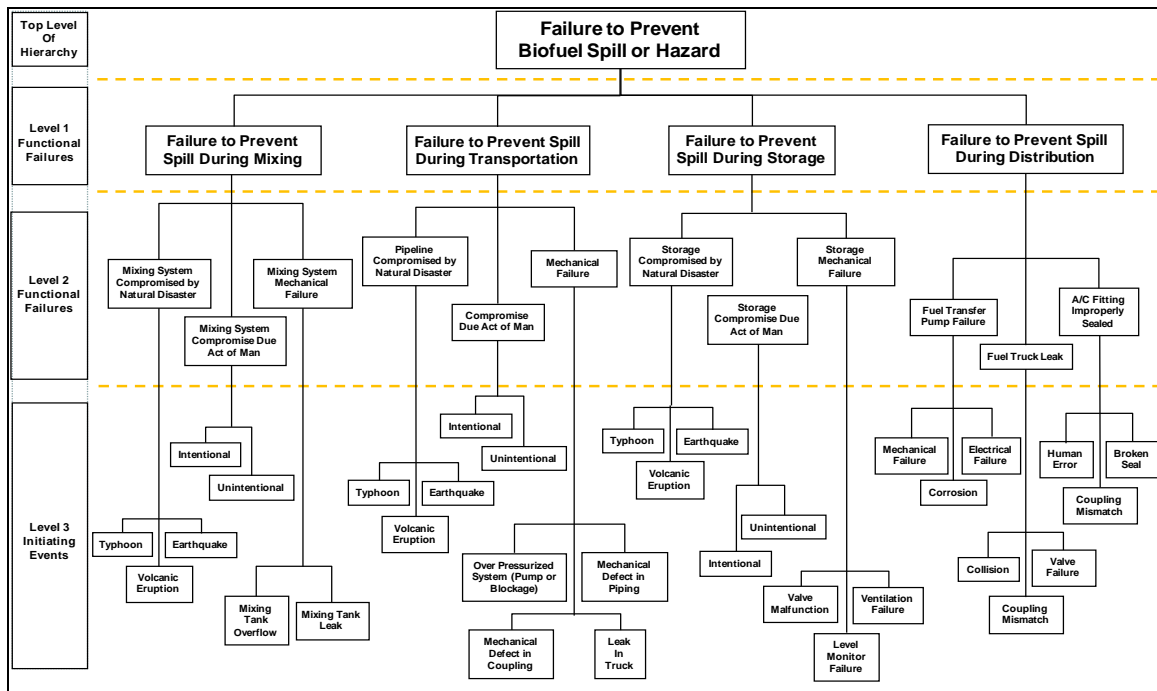 Top Level
Of
Hierarchy
Failure to Prevent
Biofuel Spill or Hazard
Level 1
Functional
Failures
Failure to Prevent
Spill During Mixing
Failure to Prevent Spill
During Transportation
Failure to Prevent
Spill During Storage
Failure to Prevent Spill
During Distribution
Level 2
Functional
Failures
Mixing System
Compromised by
Natural Disaster
Mixing System
Compromise Due
Act of Man
Mixing System
Mechanical
Failure
Pipeline
Compromised by
Natural Disaster
Compromise
Due Act of Man
Mechanical
Failure
Storage
Compromised by
Natural Disaster
Storage
Compromise Due
Act of Man
Storage
Mechanical
Failure
Fuel Transfer
Pump Failure
Fuel Truck Leak
A/C Fitting
Improperly
Sealed
Level 3
Initiating
Events
Typhoon
Earthquake
Volcanic
Eruption
Intentional
Unintentional
Mixing
Tank
Overflow
Mixing Tank
Leak
Typhoon
Earthquake
Volcanic
Eruption
Intentional
Unintentional
Over Pressurized
System (Pump or
Blockage)
Mechanical
Defect in
Piping
Mechanical
Defect in
Coupling
Leak
In
Truck
Typhoon
Earthquake
Volcanic
Eruption
Intentional
Unintentional
Valve
Malfunction
Ventilation
Failure
Level
Monitor
Failure
Mechanical
Failure
Electrical
Failure
Corrosion
Collision
Valve
Failure
Coupling
Mismatch
Human
Error
Broken
Seal
Coupling
Mismatch